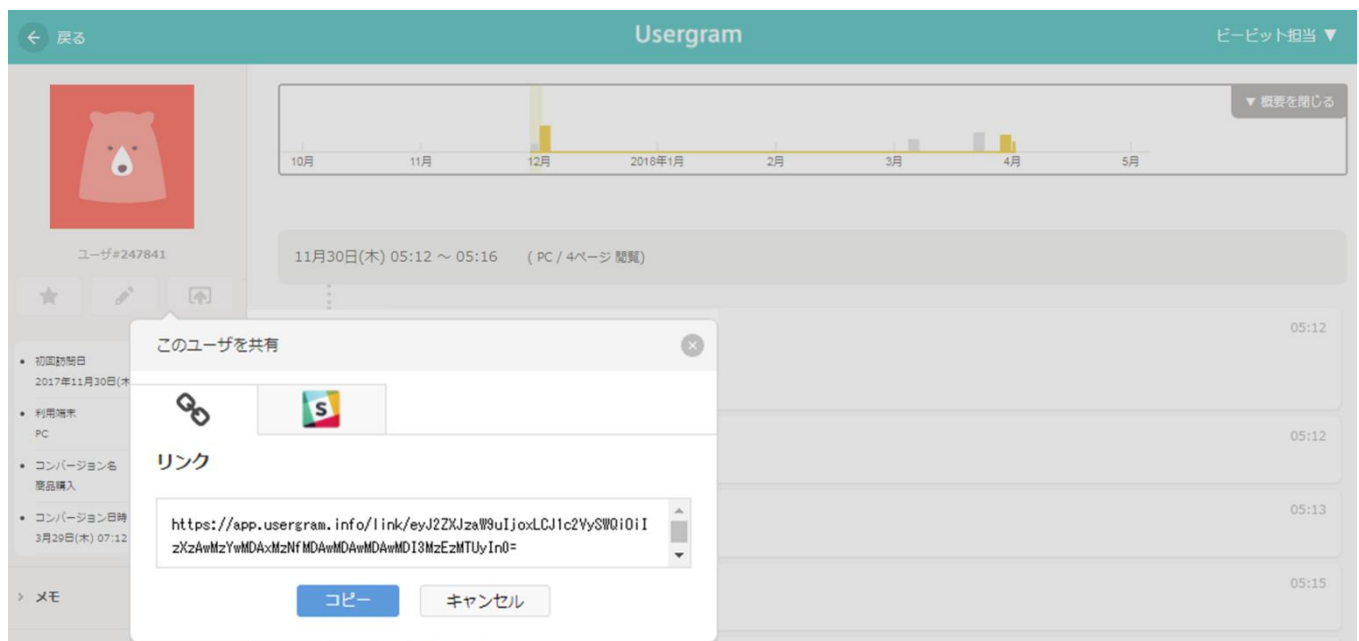 戻る
Usergram
ビービット担当 ▼
▼ 概要を閉じる
10月 11月 12月 2018年1月 2月 3月 4月 5月
ユーザ#247841
11月30日(木) 05:12 ～ 05:16 ( PC / 4ページ 閲覧)
05:12
このユーザを共有
初回訪問日
2017年11月30日(木
利用端末
PC
S
05:12
コンバージョン名
商品購入
リンク
コンバージョン日時
3月29日(木) 07:12
https://app.usergram.info/link/eyJ2ZXJzaW9uIjoxLCJ1c2VySWQiOiI
zXzAwMzYwMDAxMzNfMDAwMDAwMDAwMDI3MzEzMTUyIn0=
05:13
05:15
メモ
コピー
キャンセル